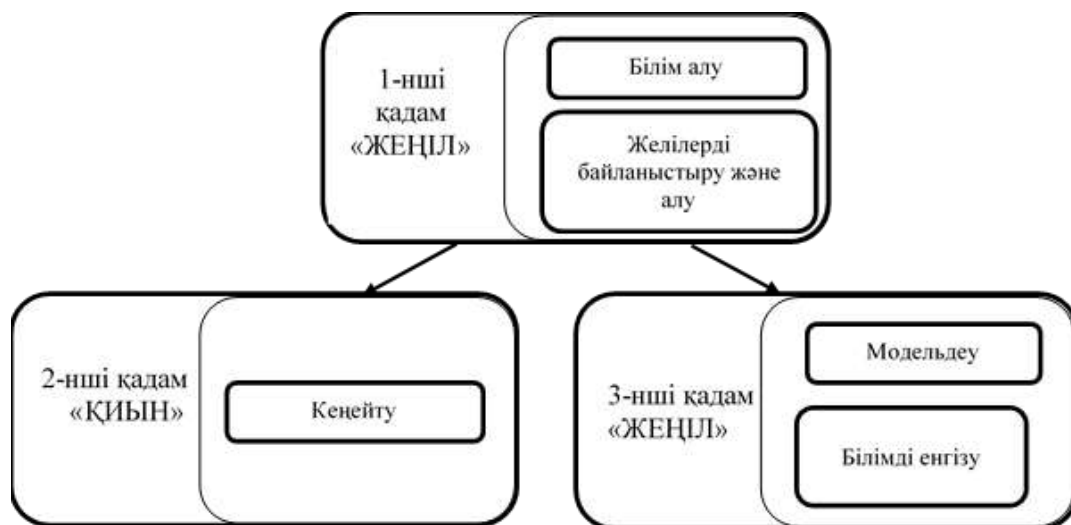 1-нші
қадам
«ЖЕҢІЛ»
Білім алу
Желілерді
байланыстыру және
алу
2-нші қадам
«ҚИЫН»
Кеңейту
3-нші қадам
«ЖЕҢІЛ»
Модельдеу
Білімді енгізу